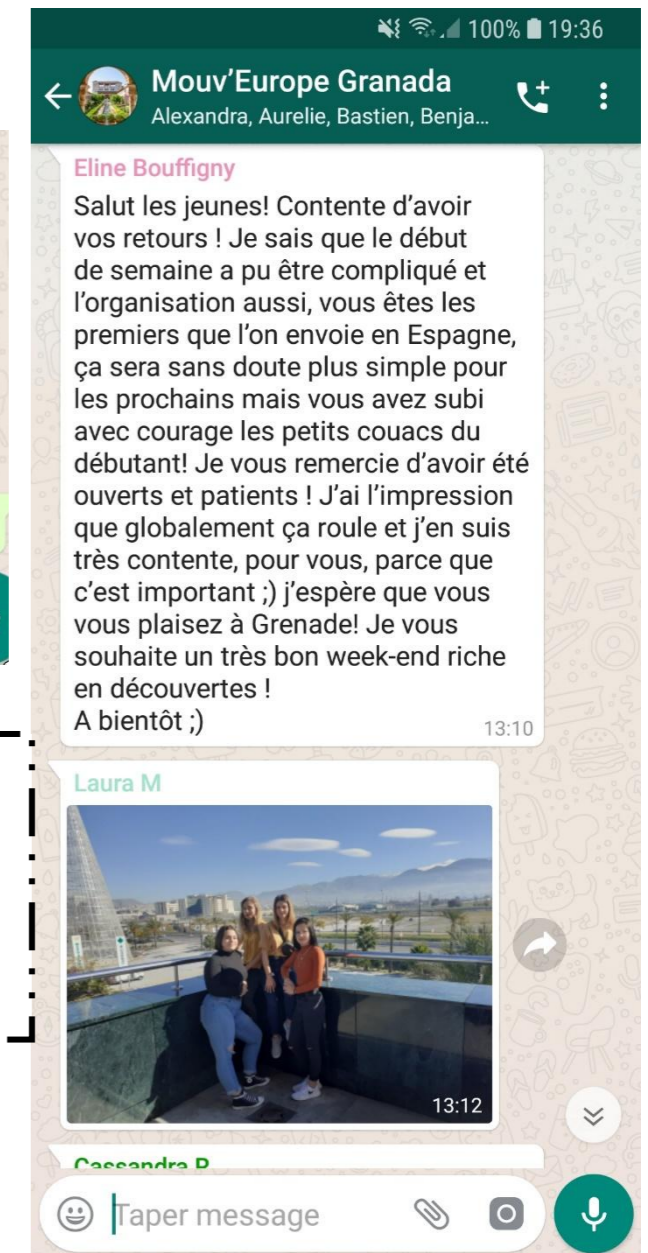 100% 19:36
Mouv'Europe Granada
Alexandra, Aurelie, Bastien, Benja...
Eline Bouffigny
Salut les jeunes! Contente d'avoir
vos retours ! Je sais que le début
de semaine a pu être compliqué et
l'organisation aussi, vous êtes les
premiers que l'on envoie en Espagne,
ça sera sans doute plus simple pour
les prochains mais vous avez subi
avec courage les petits couacs du
débutant! Je vous remercie d'avoir été
ouverts et patients ! J'ai l'impression
que globalement ça roule et j'en suis
très contente, pour vous, parce que
c'est important ;) j'espère que vous
vous plaisez à Grenade! Je vous
souhaite un très bon week-end riche
en découvertes !
A bientôt ;)
13:10
Laura M
13:12
Cassandra P
Taper message